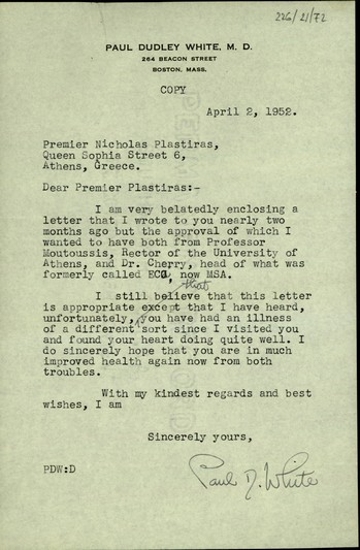 226/21/72
PAUL DUDLEY WHITE, M. D.
264 BEACON STREET
BOSTON, MASS.
COPY
April 2, 1952.
Premier Nicholas Plastiras,
Queen Sophia Street 6,
Athens, Greece.
Dear Premier Plastiras:-
I am very belatedly enclosing a
letter that I wrote to you nearly two
months ago but the approval of which I
wanted to have both from Professor
Moutoussis, Rector of the University of
Athens, and Dr. Cherry, head of what was
formerly called ECA, now MSA.
that
I still believe that this letter
is appropriate except that I have heard,
unfortunately, you have had an illness
of a different sort since I visited you
and found your heart doing quite well. I
do sincerely hope that you are in much
improved health again now from both
troubles.
With my kindest regards and best
wishes, I am
Sincerely yours,
PDW:D
Paul D. White